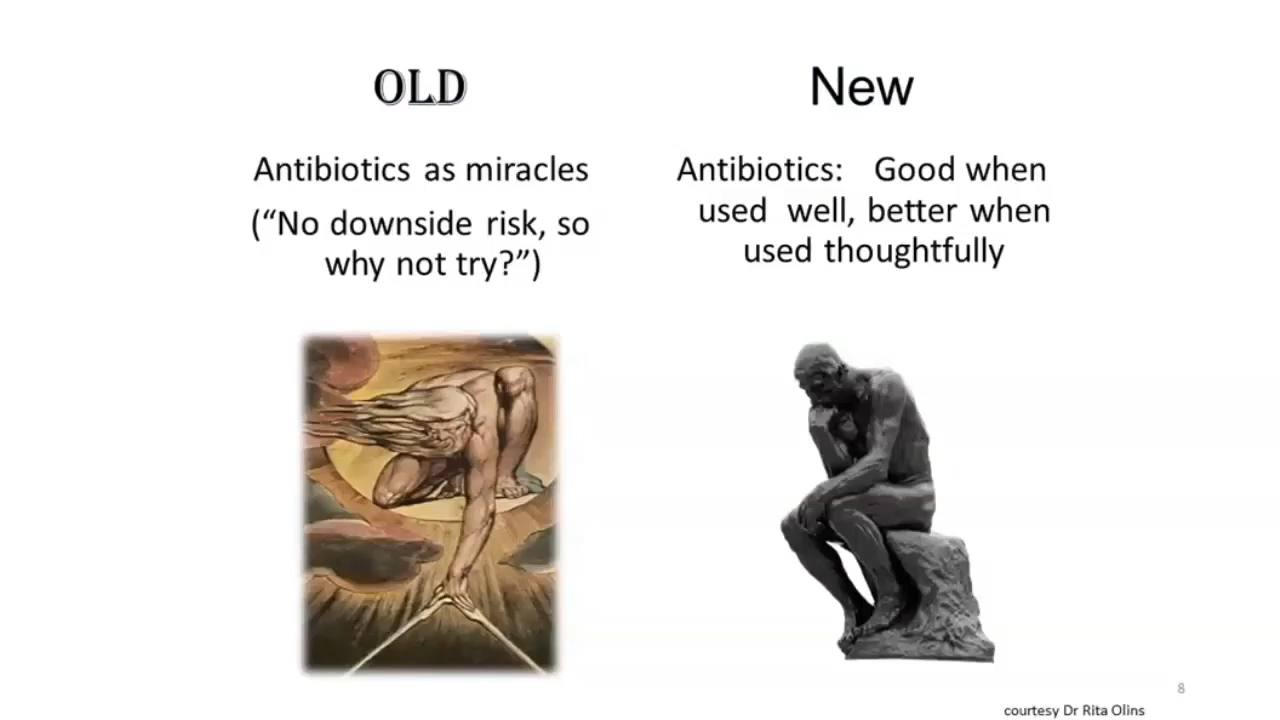 OLD
Antibiotics as miracles
(“No downside risk, so
why not try?”)
New
Antibiotics: Good when
used well, better when
used thoughtfully
8
courtesy Dr Rita Olins